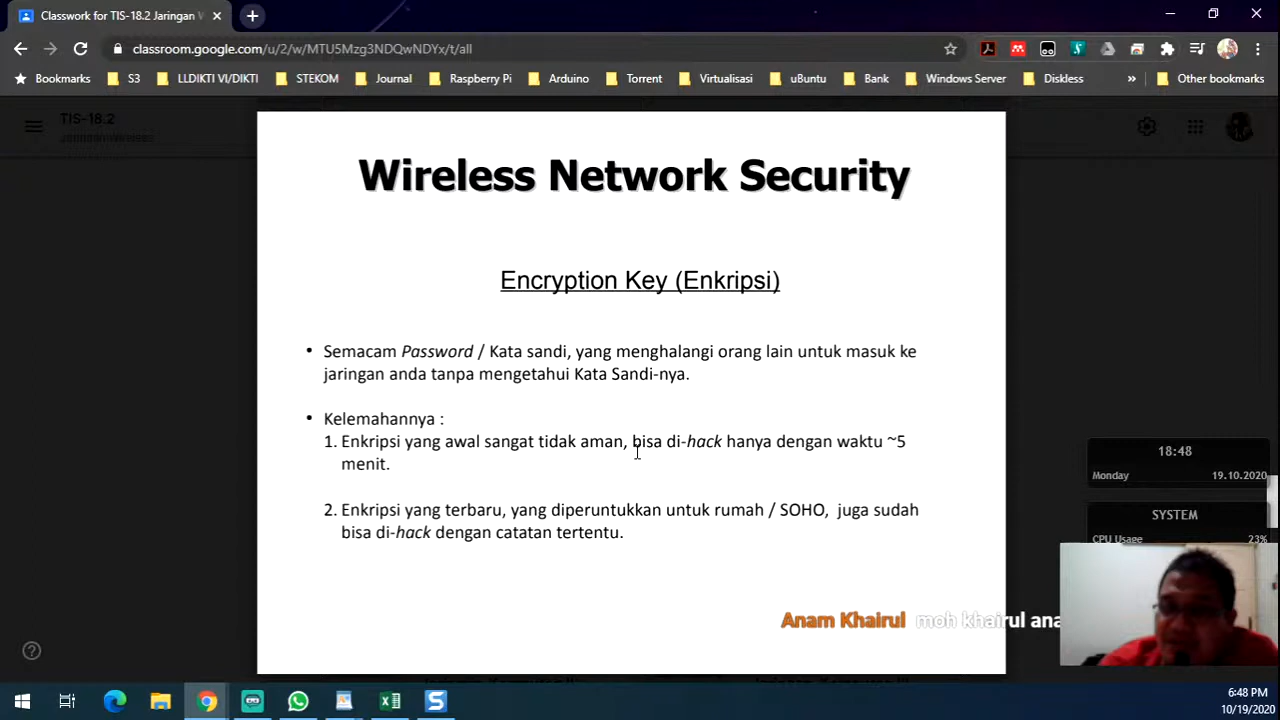 Classwork for TIS-18.2 Jaringan W
classroom.google.com/u/2/w/MTU5Mzg3NDQwNDYx/t/all
Bookmarks S3 LLDIKTI VI/DIKTI STEKOM Journal Raspberry Pi Arduino Torrent Virtualisasi uBuntu Bank Windows Server Diskless » Other bookmarks
TIS-18.2
Wireless Network Security
Encryption Key (Enkripsi)
• Semacam Password / Kata sandi, yang menghalangi orang lain untuk masuk ke
jaringan anda tanpa mengetahui Kata Sandi-nya.
• Kelemahannya :
1. Enkripsi yang awal sangat tidak aman, bisa di-hack hanya dengan waktu ~5
menit.
2. Enkripsi yang terbaru, yang diperuntukkan untuk rumah / SOHO, juga sudah
bisa di-hack dengan catatan tertentu.
18:48
Monday 19.10.2020
SYSTEM
CPU Usage 23%
Anam Khairul moh khairul ana
6:48 PM
10/19/2020